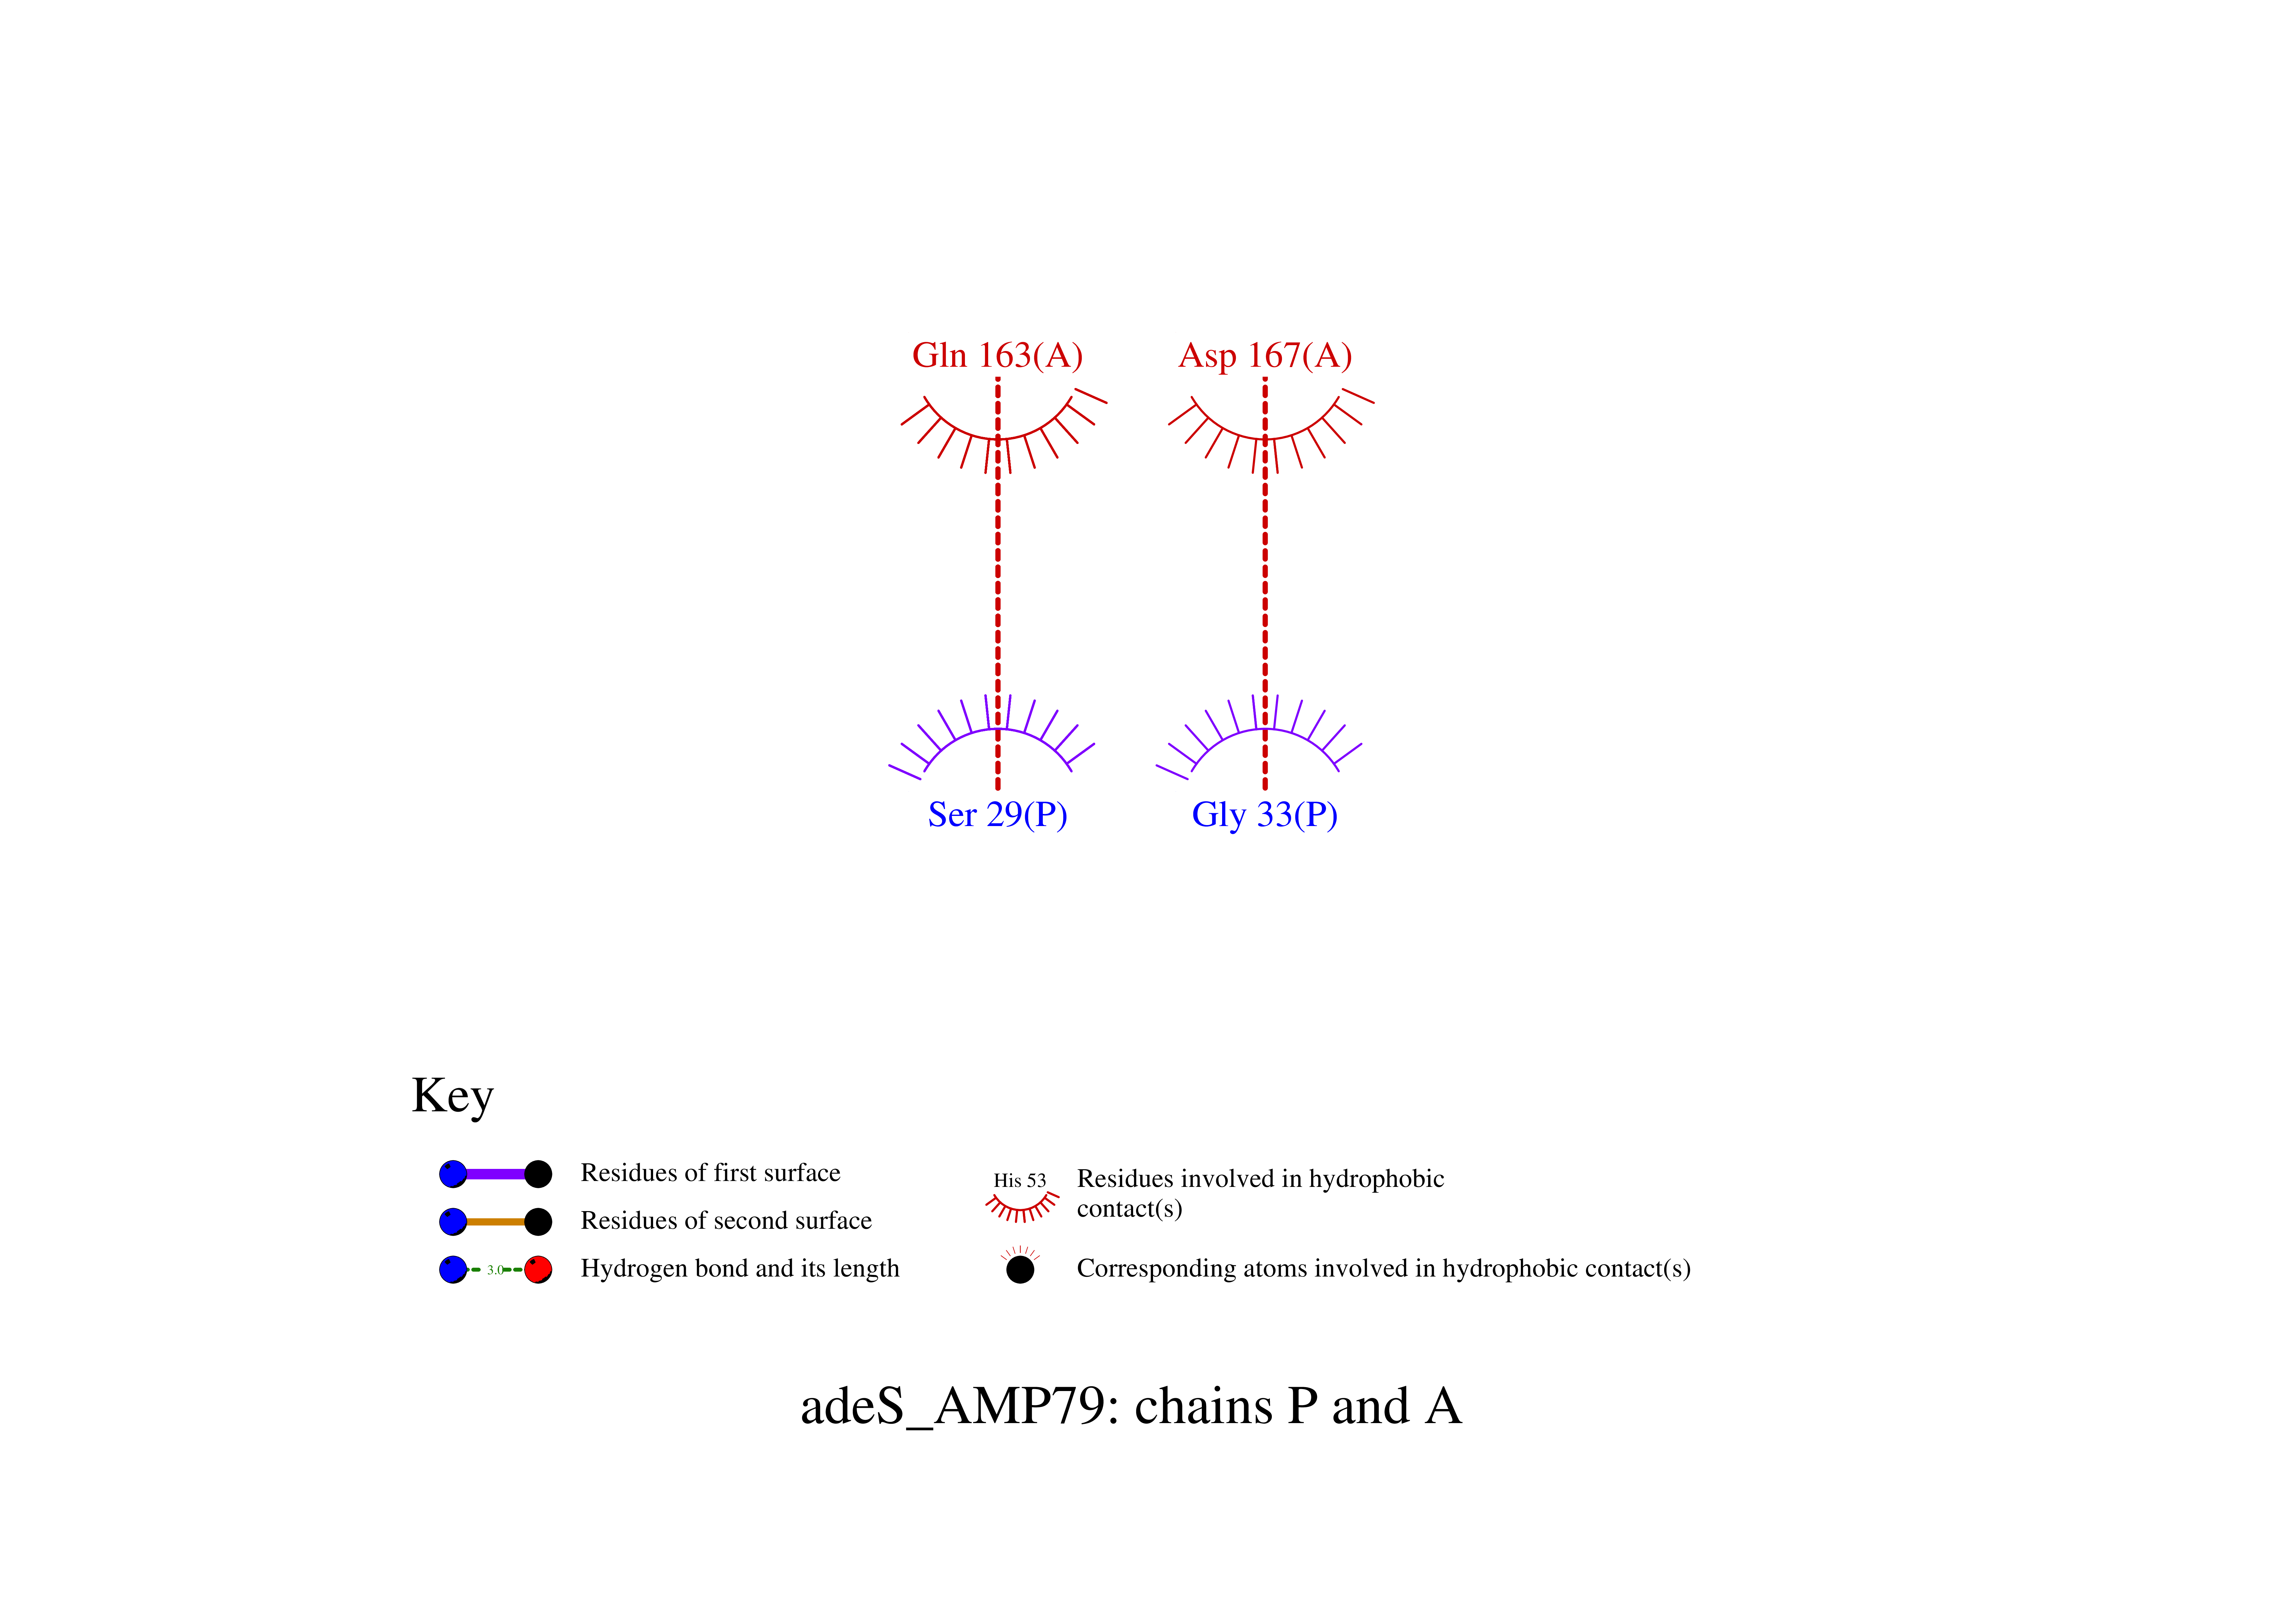 Gln 163(A) Asp 167(A)
Ser 29(P) Gly 33(P)
Key
Residues of first surface
Residues of second surface
3.0 Hydrogen bond and its length
His 53 Residues involved in hydrophobic
contact(s)
Corresponding atoms involved in hydrophobic contact(s)
adeS_AMP79: chains P and A